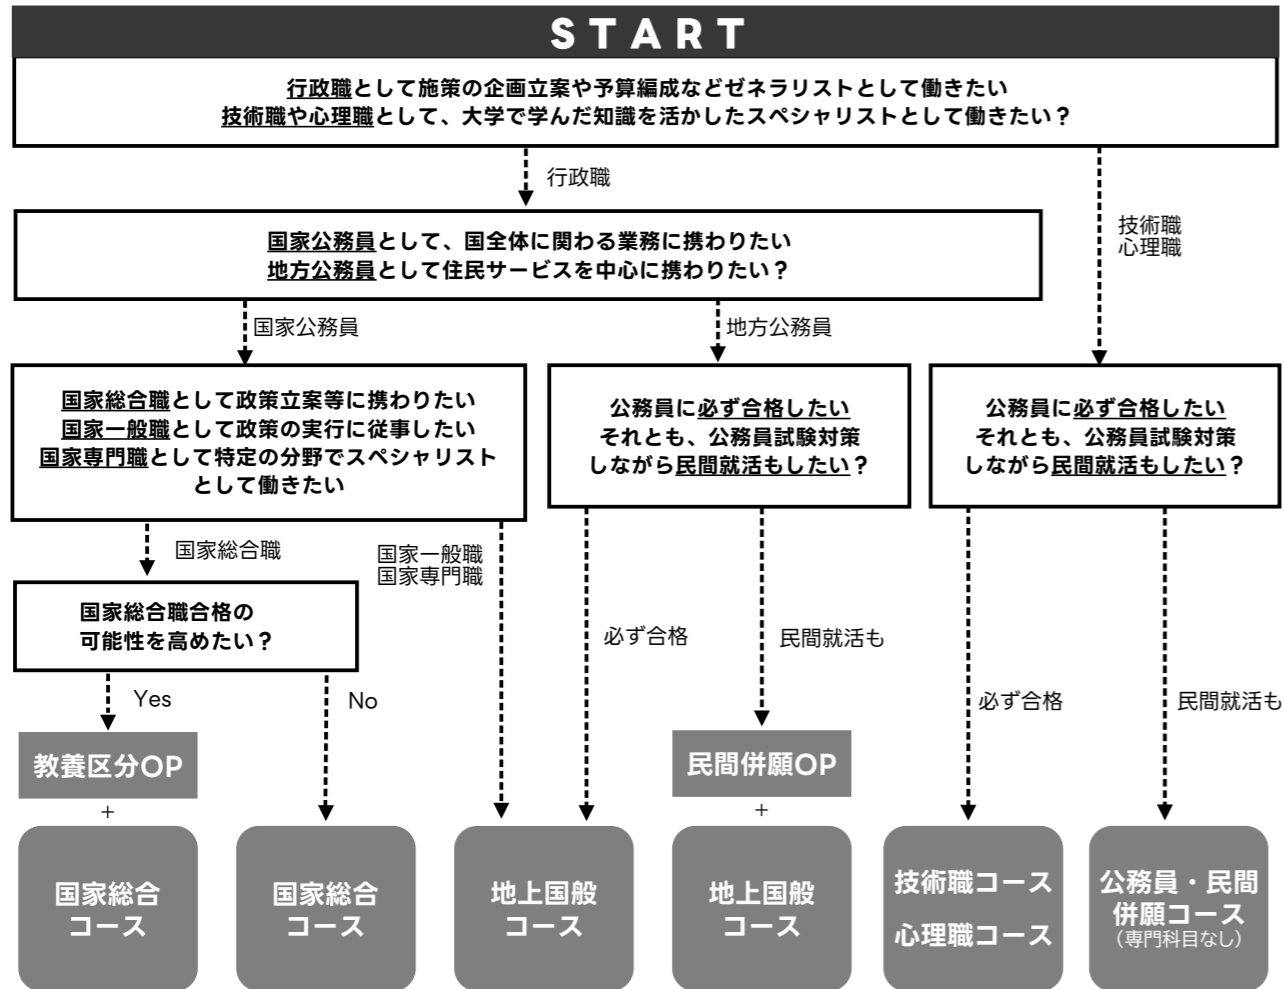 START
行政職として施策の企画立案や予算編成などゼネラリストとして働きたい
技術職や心理職として、大学で学んだ知識を活かしたスペシャリストとして働きたい？
行政職
技術職
心理職
国家公務員として、国全体に関わる業務に携わりたい
地方公務員として住民サービスを中心に携わりたい？
国家公務員
地方公務員
国家総合職として政策立案等に携わりたい
国家一般職として政策の実行に従事したい
国家専門職として特定の分野でスペシャリスト
として働きたい
公務員に必ず合格したい
それとも、公務員試験対策
しながら民間就活もしたい？
公務員に必ず合格したい
それとも、公務員試験対策
しながら民間就活もしたい？
国家総合職
国家一般職
国家専門職
国家総合職合格の
可能性を高めたい？
必ず合格
民間就活も
Yes
No
必ず合格
民間就活も
教養区分OP
+
国家総合
コース
国家総合
コース
地上国般
コース
民間併願OP
+
地上国般
コース
技術職コース
心理職コース
公務員・民間
併願コース
（専門科目なし）